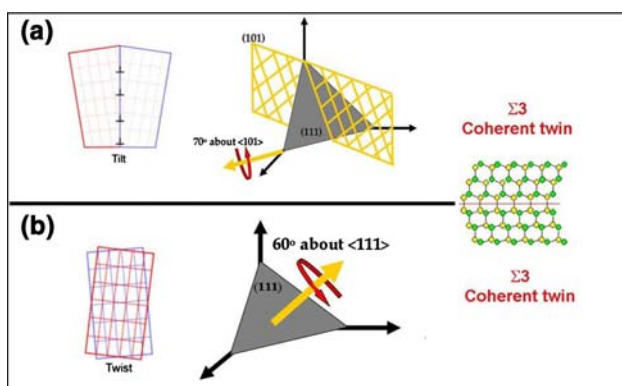 (a)
(101)
(111)
70° about <101>
Tilt
Σ3
Coherent twin
(b)
60° about <111>
(111)
Twist
Σ3
Coherent twin